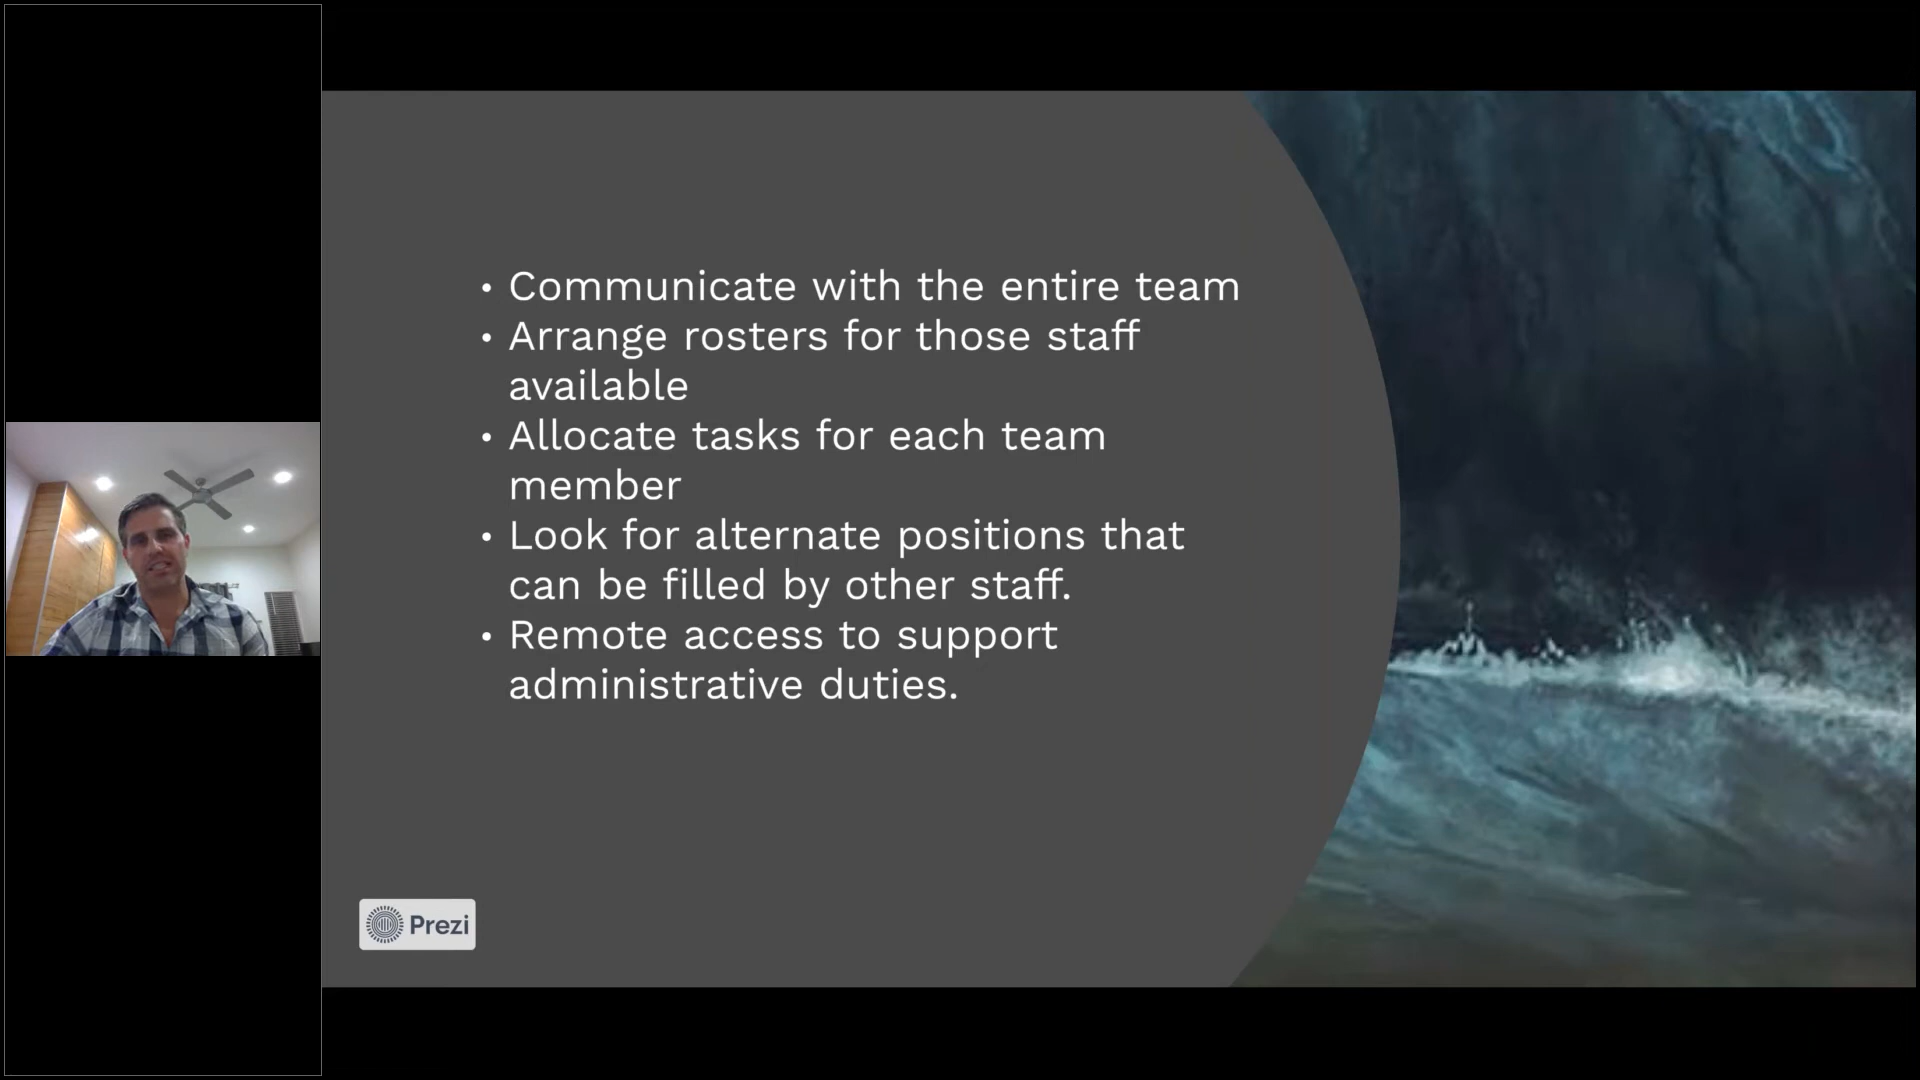 • Communicate with the entire team
• Arrange rosters for those staff
available
• Allocate tasks for each team
member
• Look for alternate positions that
can be filled by other staff.
• Remote access to support
administrative duties.
Prezi